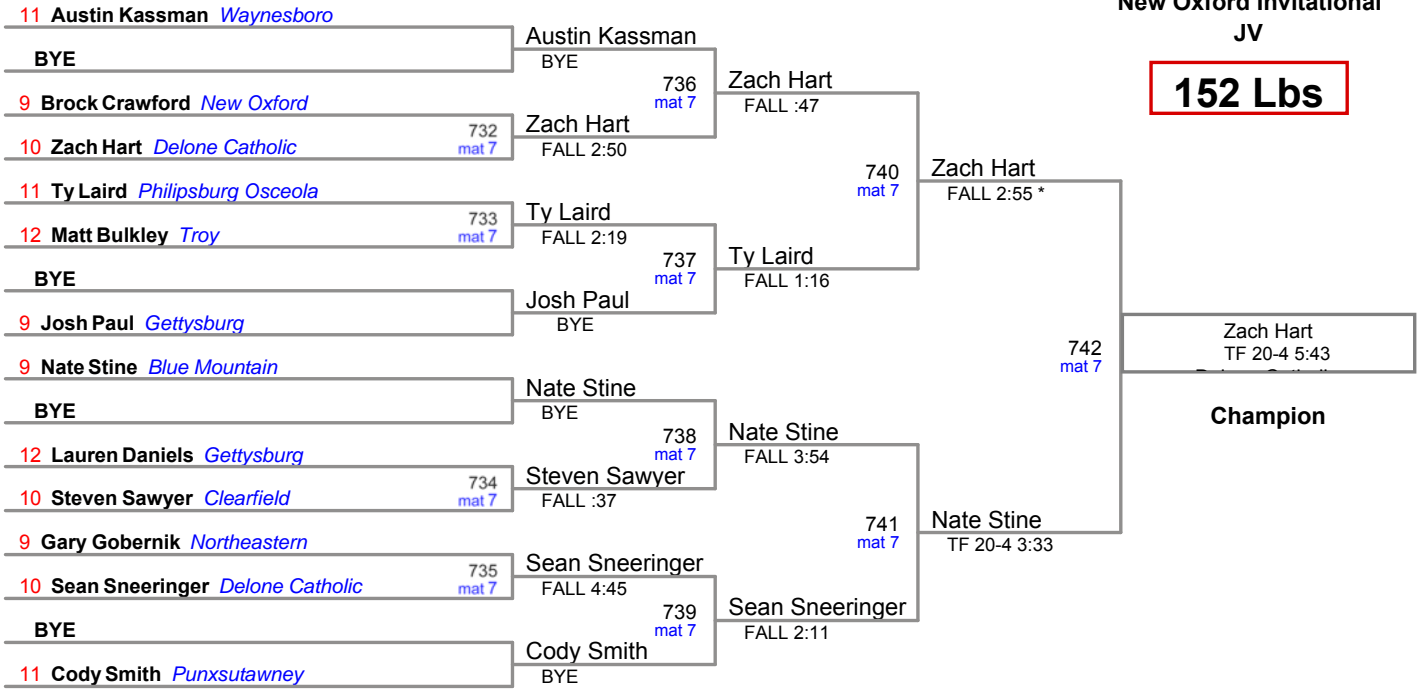 New Oxford Invitational
JV
152 Lbs
11 Austin Kassman Waynesboro
BYE
9 Brock Crawford New Oxford
10 Zach Hart Delone Catholic
11 Ty Laird Philipsburg Osceola
12 Matt Bulkley Troy
BYE
9 Josh Paul Gettysburg
9 Nate Stine Blue Mountain
BYE
12 Lauren Daniels Gettysburg
10 Steven Sawyer Clearfield
9 Gary Gobernik Northeastern
10 Sean Sneeringer Delone Catholic
BYE
11 Cody Smith Punxsutawney
732
mat 7
733
mat 7
734
mat 7
735
mat 7
Austin Kassman
BYE
Zach Hart
FALL 2:50
Ty Laird
FALL 2:19
Josh Paul
BYE
Nate Stine
BYE
Steven Sawyer
FALL :37
Sean Sneeringer
FALL 4:45
Cody Smith
BYE
736
mat 7
737
mat 7
738
mat 7
739
mat 7
Zach Hart
FALL :47
Ty Laird
FALL 1:16
Nate Stine
FALL 3:54
Sean Sneeringer
FALL 2:11
740
mat 7
741
mat 7
Zach Hart
FALL 2:55 *
Nate Stine
TF 20-4 3:33
742
mat 7
Zach Hart
TF 20-4 5:43
Champion